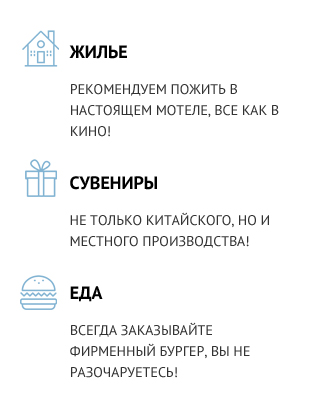 ЖИЛЬЕ
РЕКОМЕНДУЕМ ПОЖИТЬ В
НАСТОЯЩЕМ МОТЕЛЕ, ВСЕ КАК В
КИНО!
СУВЕНИРЫ
НЕ ТОЛЬКО КИТАЙСКОГО, НО И
МЕСТНОГО ПРОИЗВОДСТВА!
ЕДА
ВСЕГДА ЗАКАЗЫВАЙТЕ
ФИРМЕННЫЙ БУРГЕР, ВЫ НЕ
РАЗОЧАРУЕТЕСЬ!